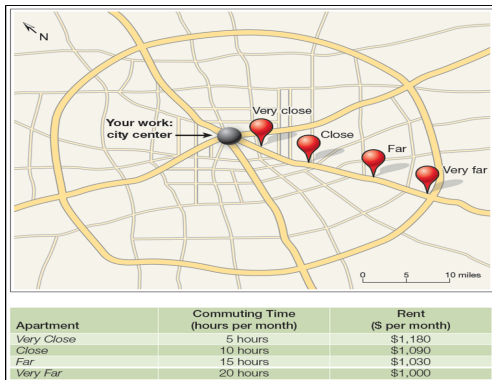 N
Very close
Your work:
city center
Close
Far
Very far
0 5 10 miles
Apartment Commuting Time (hours per month) Rent ($ per month)
Very Close 5 hours $1,180
Close 10 hours $1,090
Far 15 hours $1,030
Very Far 20 hours $1,000